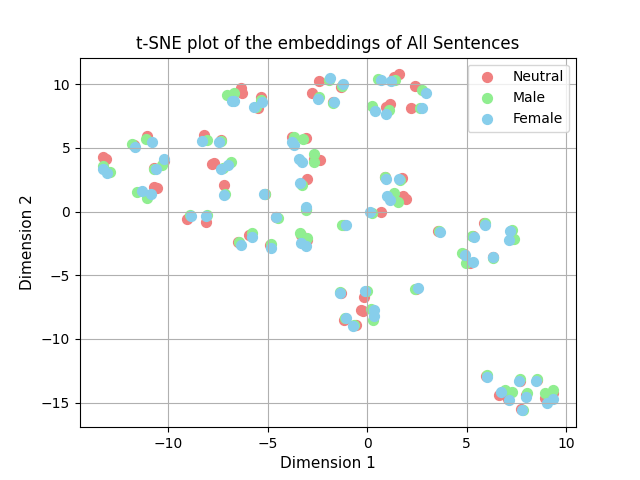 t-SNE plot of the embeddings of All Sentences
Neutral
Male
Female
Dimension 2
10
5
0
−5
−10
−15
−10
−5
0
5
10
Dimension 1